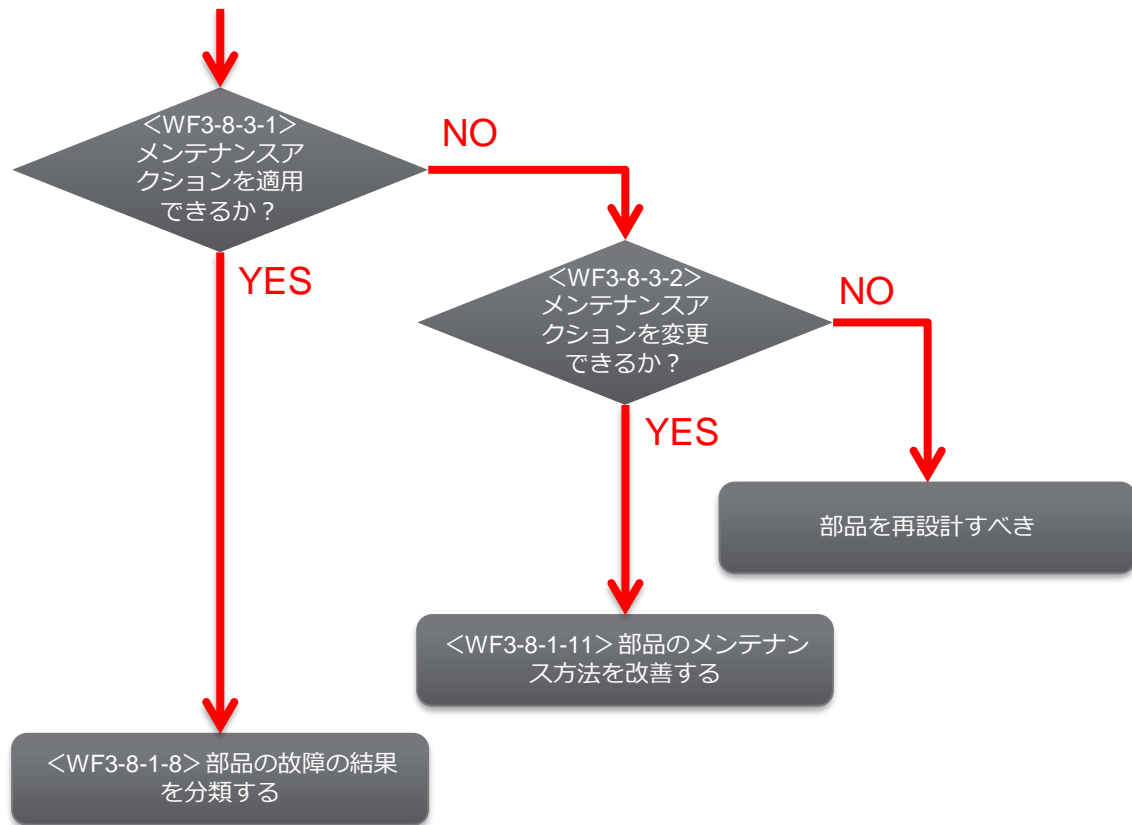 ＜WF3-8-3-1＞
メンテナンスア
クションを適用
できるか？
NO
YES
＜WF3-8-3-2＞
メンテナンスア
クションを変更
できるか？
NO
YES
部品を再設計すべき
＜WF3-8-1-11＞部品のメンテナン
ス方法を改善する
＜WF3-8-1-8＞部品の故障の結果
を分類する